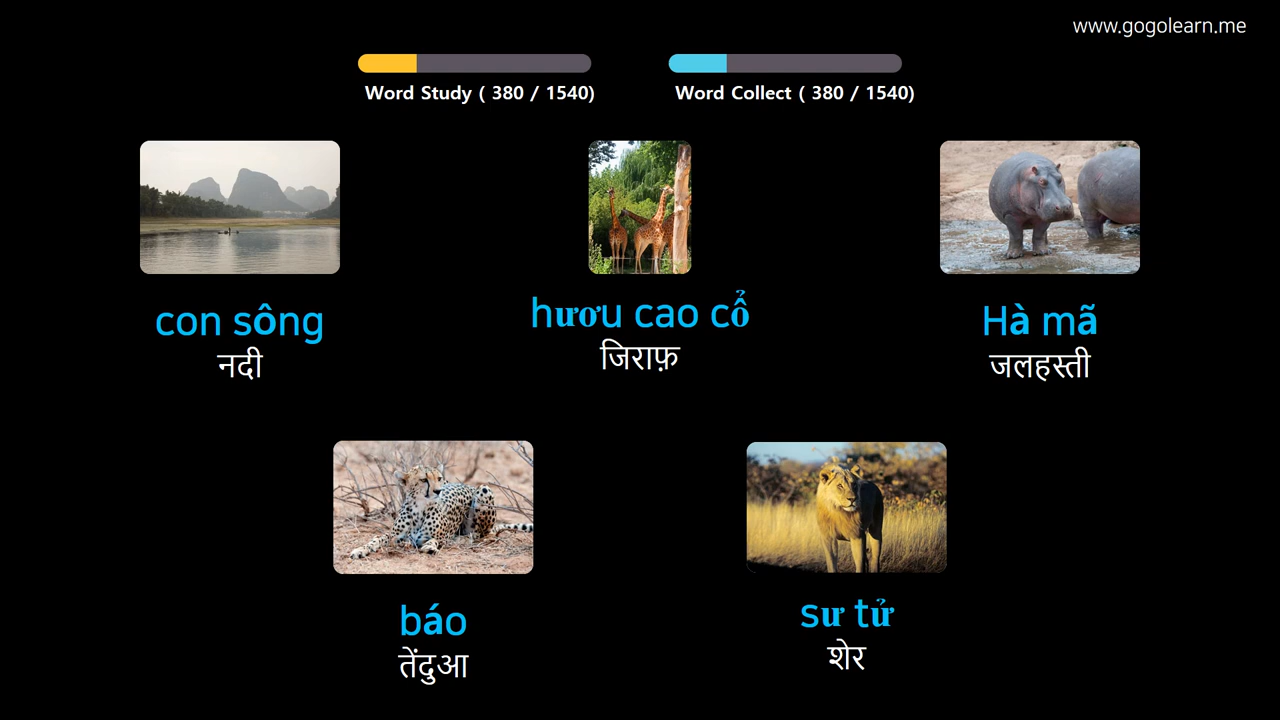 www.gogolearn.me
Word Study ( 380 / 1540)
Word Collect ( 380 / 1540)
con sông
नदी
hươu cao cổ
जिराफ़
Hà mã
जलहस्ती
báo
तेंदुआ
sư tử
शेर